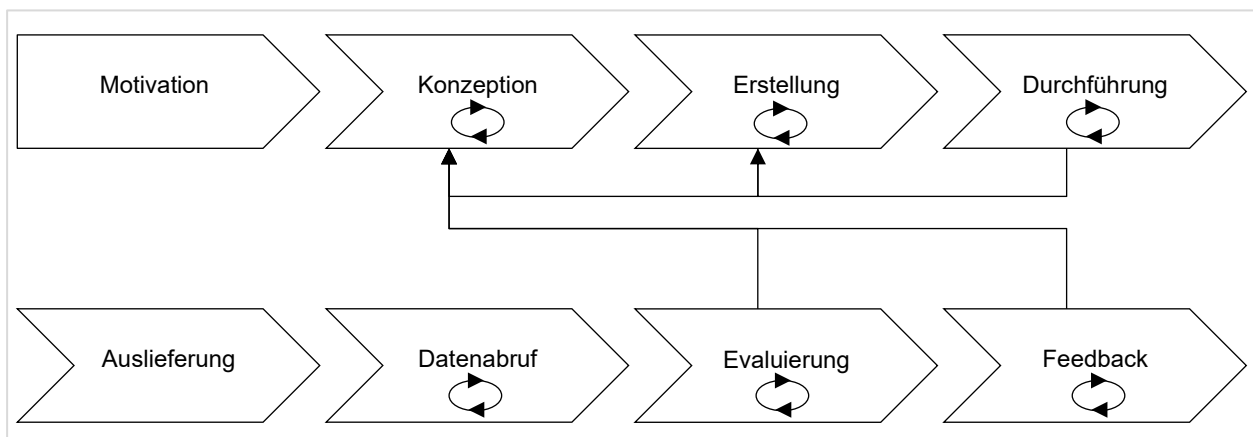 Motivation
Konzeption
Erstellung
Durchführung
Auslieferung
Datenabruf
Evaluierung
Feedback